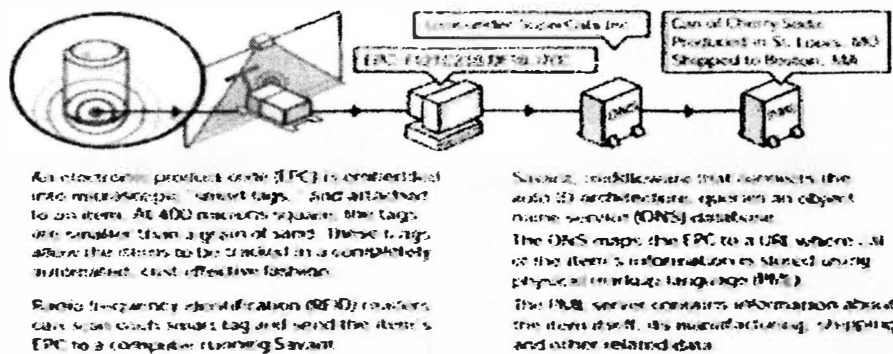 Can of Cherry Soda
Produced in St. Louis, MO
Shipped to Boston, MA
ONS
PML
An electronic product code (EPC) is embedded
into microscopic "smart tags," and attached
to an item. At 400 microns square, the tags
are smaller than a grain of sand. These tags
allow the items to be tracked in a completely
automated, cost-effective fashion.
Radio frequency identification (RFID) readers
can scan each smart tag and send the item's
EPC to a computer running Savant.
Savant, middleware that connects the
auto ID architecture, queries an object
name service (ONS) database.
The ONS maps the EPC to a URL where all
of the item's information is stored using
physical markup language (PML).
The PML server contains information about
the item itself, its manufacturing, shipping
and other related data.